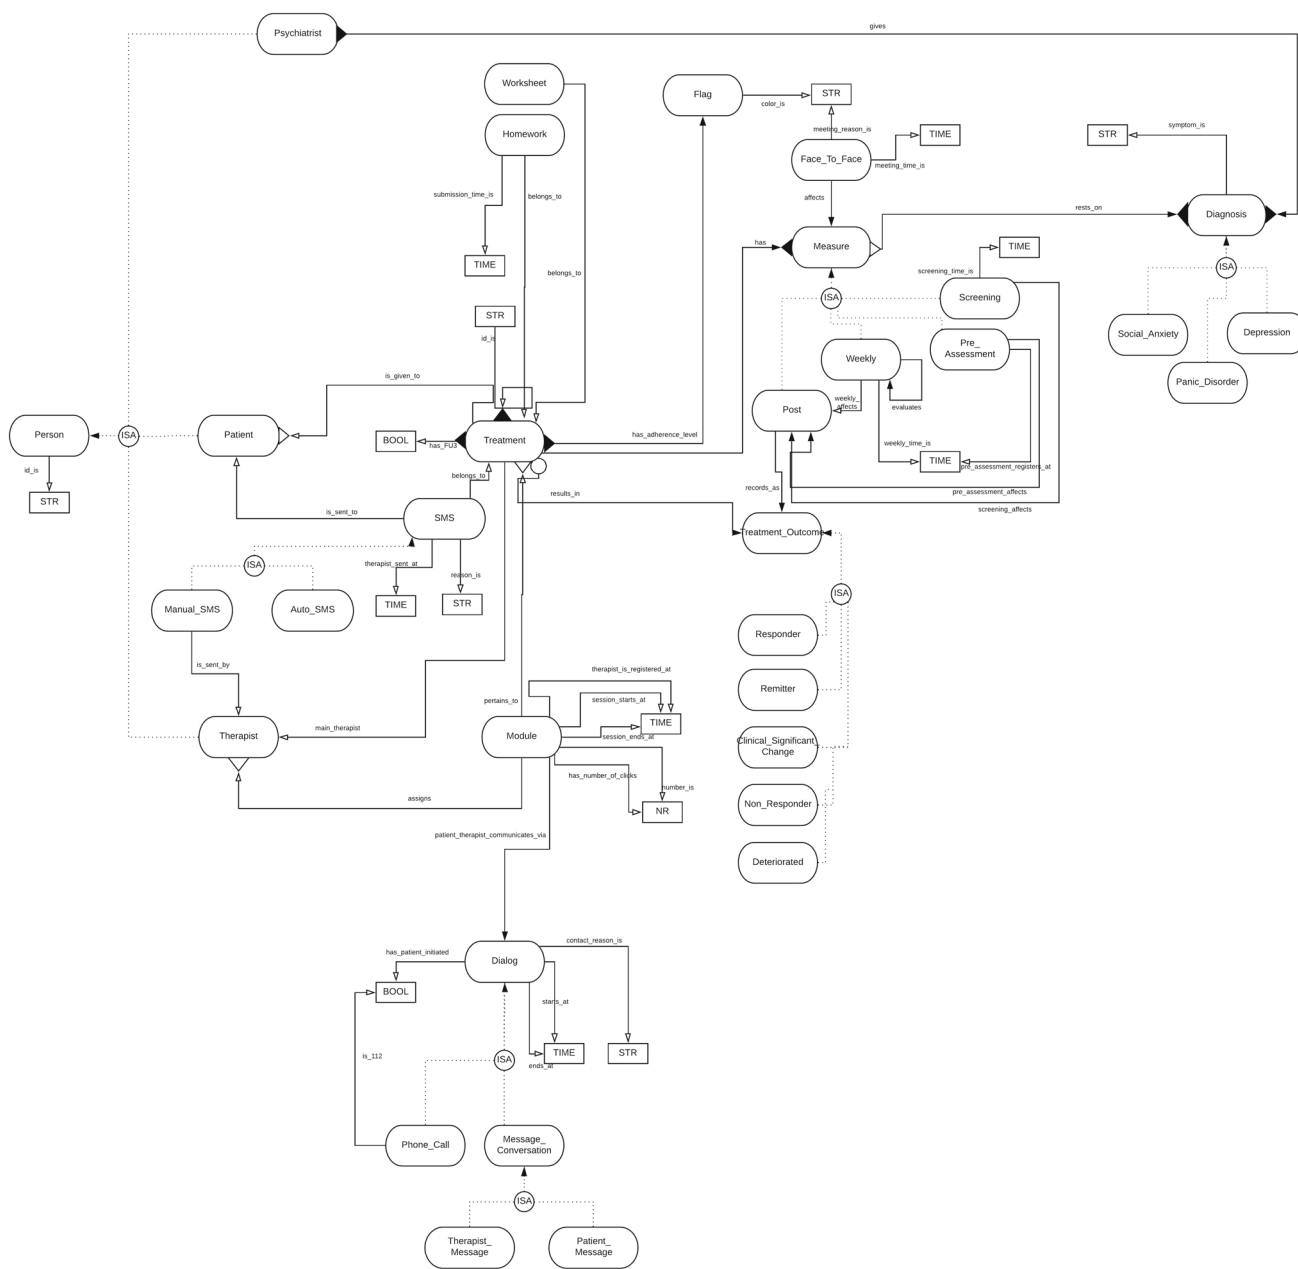 gives
Psychiatrist
Worksheet
Flag
STR
color_is
Homework
meeting_reason_is
TIME
STR
symptom_is
Face_To_Face
meeting_time_is
submission_time_is
belongs_to
affects
rests_on
Diagnosis
has
Measure
TIME
TIME
belongs_to
screening_time_is
ISA
ISA
Screening
STR
id_is
Social_Anxiety
Depression
Pre_
Assessment
Weekly
is_given_to
Panic_Disorder
weekly_
affects
evaluates
Post
Person
ISA
Patient
BOOL
has_FU3
Treatment
has_adherence_level
weekly_time_is
TIME
pre_assessment_registers_at
id_is
STR
belongs_to
records_as
pre_assessment_affects
results_in
screening_affects
is_sent_to
SMS
Treatment_Outcome
ISA
therapist_sent_at
reason_is
ISA
Manual_SMS
Auto_SMS
TIME
STR
Responder
is_sent_by
therapist_is_registered_at
Remitter
pertains_to
session_starts_at
TIME
main_therapist
Therapist
Module
session_ends_at
Clinical_Significant_
Change
has_number_of_clicks
number_is
assigns
NR
Non_Responder
patient_therapist_communicates_via
Deteriorated
contact_reason_is
has_patient_initiated
Dialog
BOOL
starts_at
is_112
ISA
TIME
STR
ends_at
Phone_Call
Message_
Conversation
ISA
Therapist_
Message
Patient_
Message